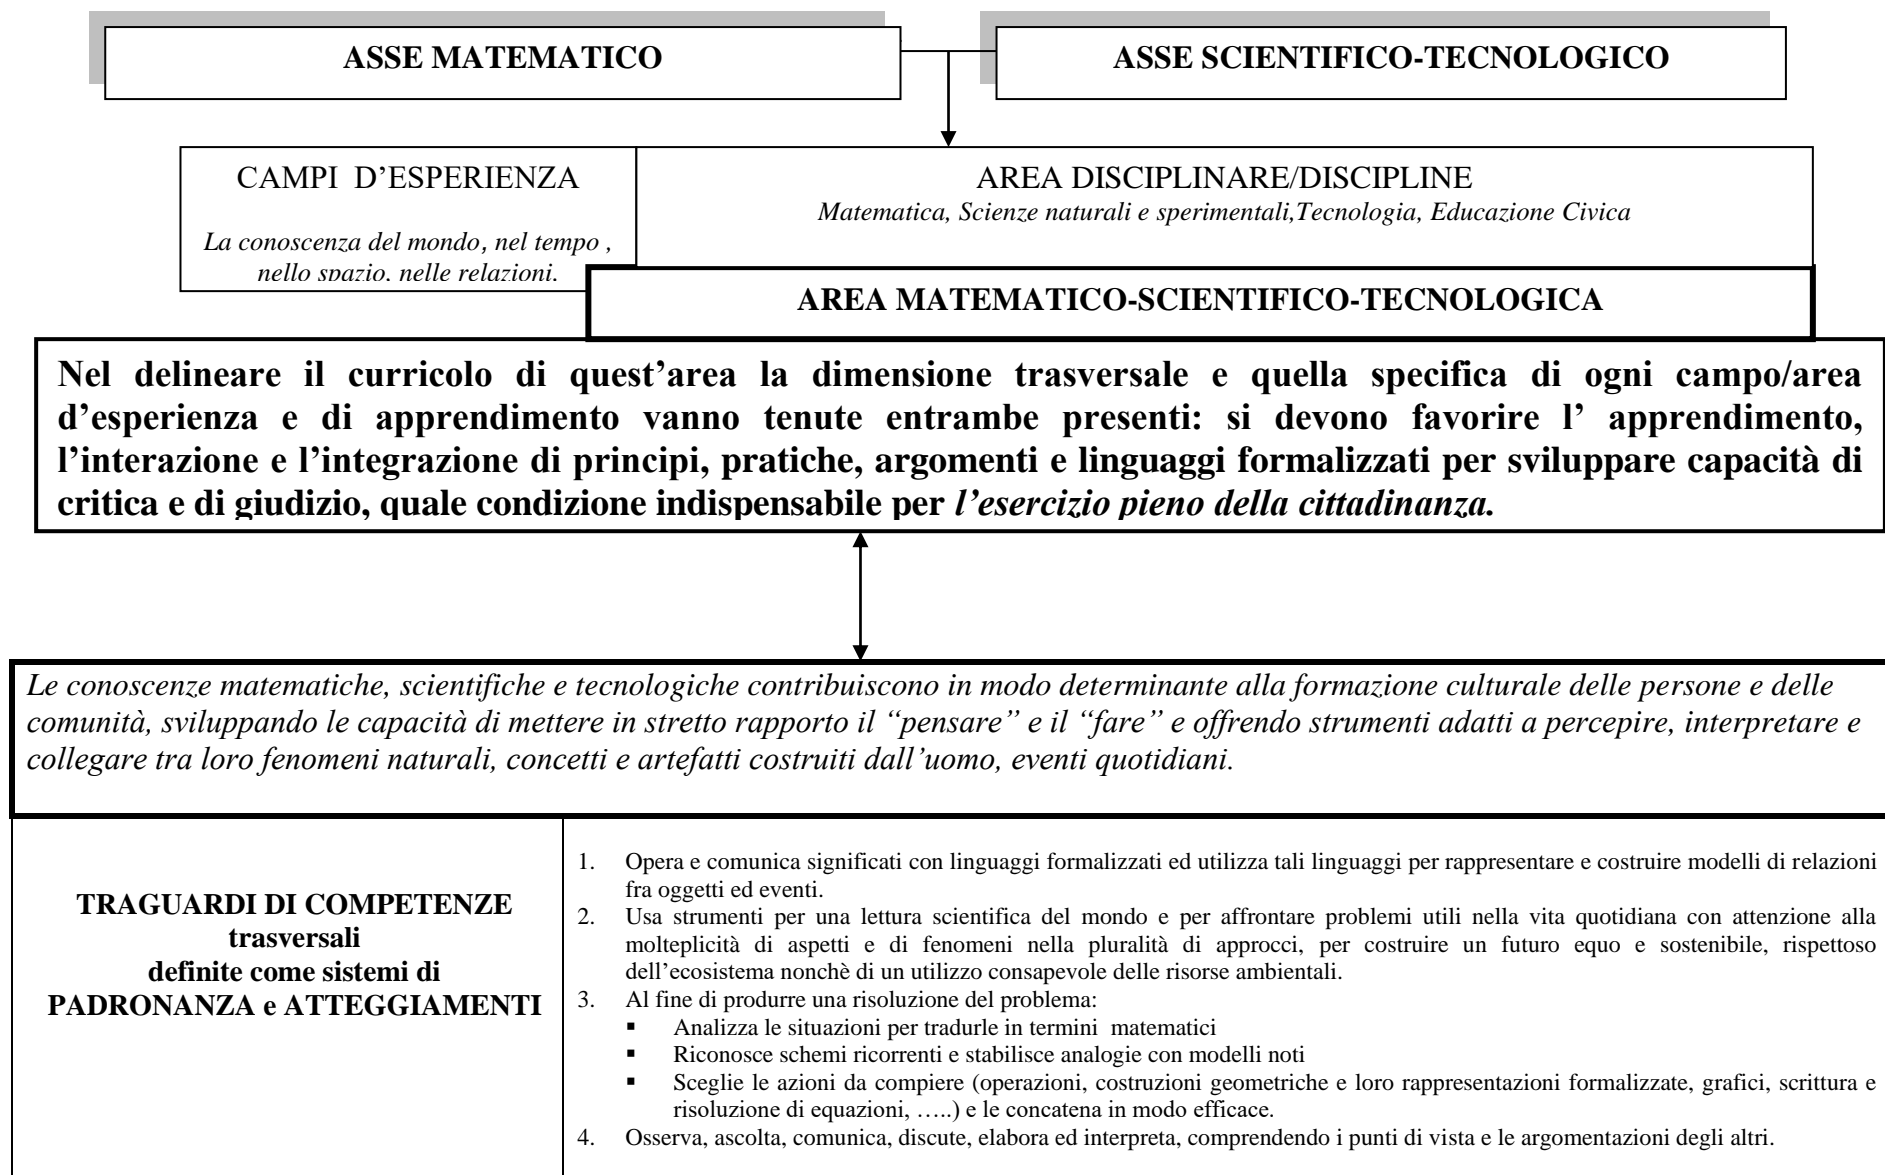 ASSE MATEMATICO
ASSE SCIENTIFICO-TECNOLOGICO
CAMPI D’ESPERIENZA
La conoscenza del mondo, nel tempo ,
nello spazio, nelle relazioni.
AREA DISCIPLINARE/DISCIPLINE
Matematica, Scienze naturali e sperimentali,Tecnologia, Educazione Civica
AREA MATEMATICO-SCIENTIFICO-TECNOLOGICA
Nel delineare il curricolo di quest’area la dimensione trasversale e quella specifica di ogni campo/area
d’esperienza e di apprendimento vanno tenute entrambe presenti: si devono favorire l’ apprendimento,
l’interazione e l’integrazione di principi, pratiche, argomenti e linguaggi formalizzati per sviluppare capacità di
critica e di giudizio, quale condizione indispensabile per l’esercizio pieno della cittadinanza.
Le conoscenze matematiche, scientifiche e tecnologiche contribuiscono in modo determinante alla formazione culturale delle persone e delle
comunità, sviluppando le capacità di mettere in stretto rapporto il “pensare” e il “fare” e offrendo strumenti adatti a percepire, interpretare e
collegare tra loro fenomeni naturali, concetti e artefatti costruiti dall’uomo, eventi quotidiani.
TRAGUARDI DI COMPETENZE
trasversali
definite come sistemi di
PADRONANZA e ATTEGGIAMENTI
1. Opera e comunica significati con linguaggi formalizzati ed utilizza tali linguaggi per rappresentare e costruire modelli di relazioni
fra oggetti ed eventi.
2. Usa strumenti per una lettura scientifica del mondo e per affrontare problemi utili nella vita quotidiana con attenzione alla
molteplicità di aspetti e di fenomeni nella pluralità di approcci, per costruire un futuro equo e sostenibile, rispettoso
dell’ecosistema nonchè di un utilizzo consapevole delle risorse ambientali.
3. Al fine di produrre una risoluzione del problema:
▪ Analizza le situazioni per tradurle in termini matematici
▪ Riconosce schemi ricorrenti e stabilisce analogie con modelli noti
▪ Sceglie le azioni da compiere (operazioni, costruzioni geometriche e loro rappresentazioni formalizzate, grafici, scrittura e
risoluzione di equazioni, …..) e le concatena in modo efficace.
4. Osserva, ascolta, comunica, discute, elabora ed interpreta, comprendendo i punti di vista e le argomentazioni degli altri.